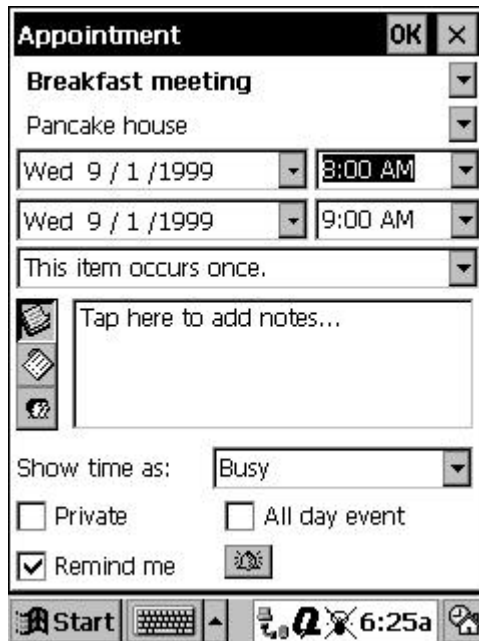 Appointment OK ×
Breakfast meeting
Pancake house
Wed 9 / 1 /1999 8:00 AM
Wed 9 / 1 /1999 9:00 AM
This item occurs once.
Tap here to add notes...
Show time as: Busy
Private All day event
Remind me
Start 6:25a